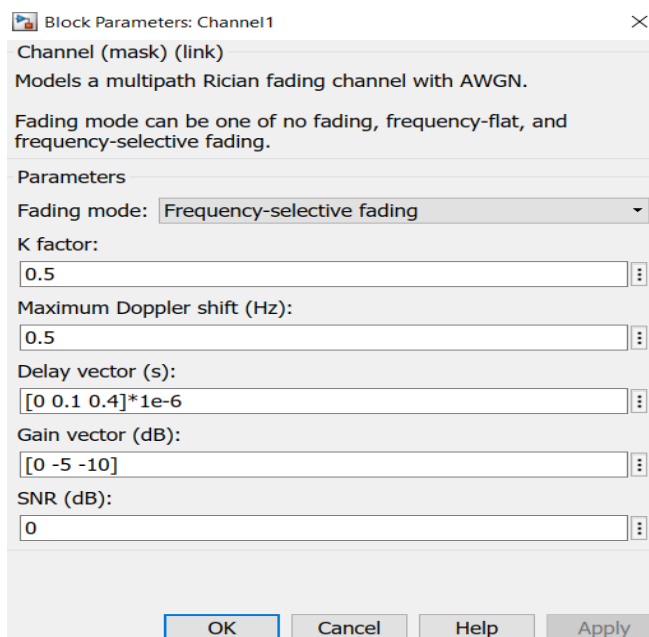 Block Parameters: Channel1
Channel (mask) (link)
Models a multipath Rician fading channel with AWGN.
Fading mode can be one of no fading, frequency-flat, and
frequency-selective fading.
Parameters
Fading mode: Frequency-selective fading
K factor:
0.5
Maximum Doppler shift (Hz):
0.5
Delay vector (s):
[0 0.1 0.4]*1e-6
Gain vector (dB):
[0 -5 -10]
SNR (dB):
0
OK Cancel Help Apply